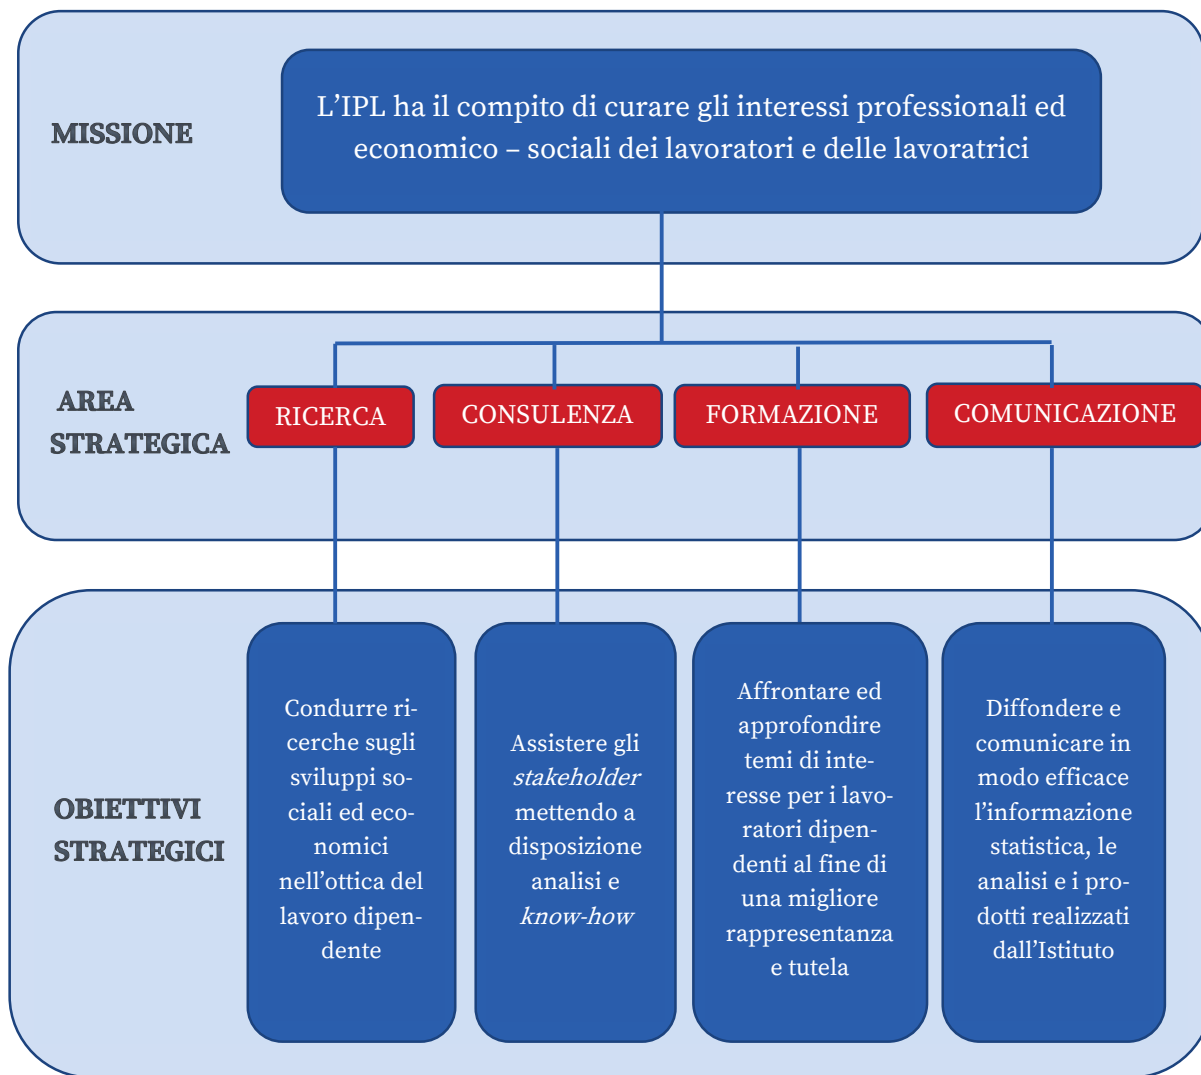 MISSIONE
L'IPL ha il compito di curare gli interessi professionali ed
economico – sociali dei lavoratori e delle lavoratrici
AREA
STRATEGICA
RICERCA
CONSULENZA
FORMAZIONE
COMUNICAZIONE
OBIETTIVI
STRATEGICI
Condurre ri-
cerche sugli
sviluppi so-
ciali ed eco-
nomici
nell'ottica del
lavoro dipen-
dente
Assistere gli
stakeholder
mettendo a
disposizione
analisi e
know-how
Affrontare ed
approfondire
temi di inte-
resse per i lavo-
ratori dipen-
denti al fine di
una migliore
rappresentanza
e tutela
Diffondere e
comunicare in
modo efficace
l'informazione
statistica, le
analisi e i pro-
dotti realizzati
dall'Istituto